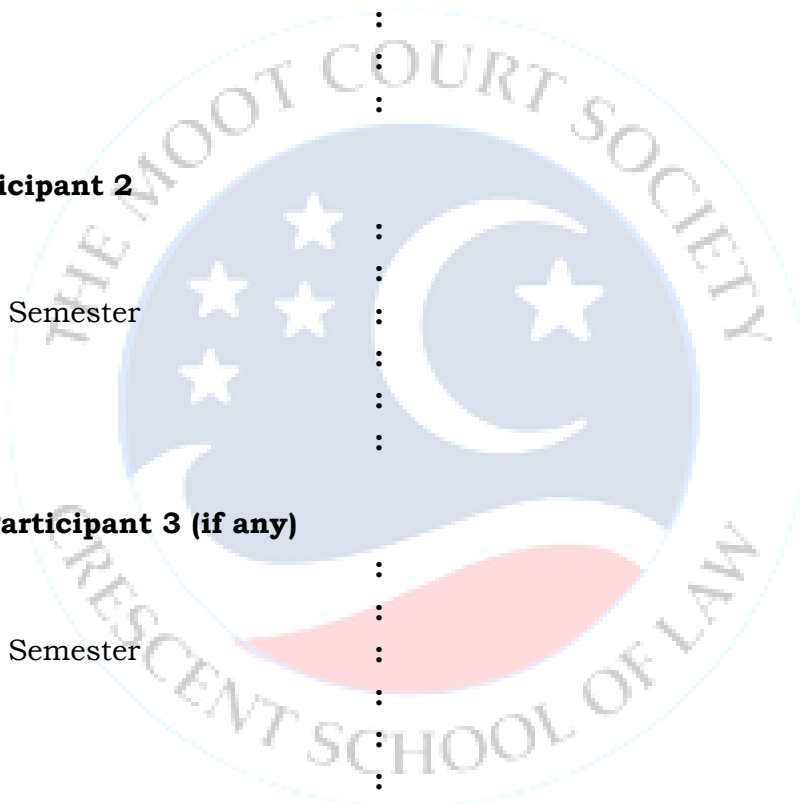 :
THE MOOT COURT SOCIETY
:
:
icipant 2
:
:
Semester :
:
:
:
articipant 3 (if any)
:
:
Semester :
:
:
:
CRESCENT SCHOOL OF LAW